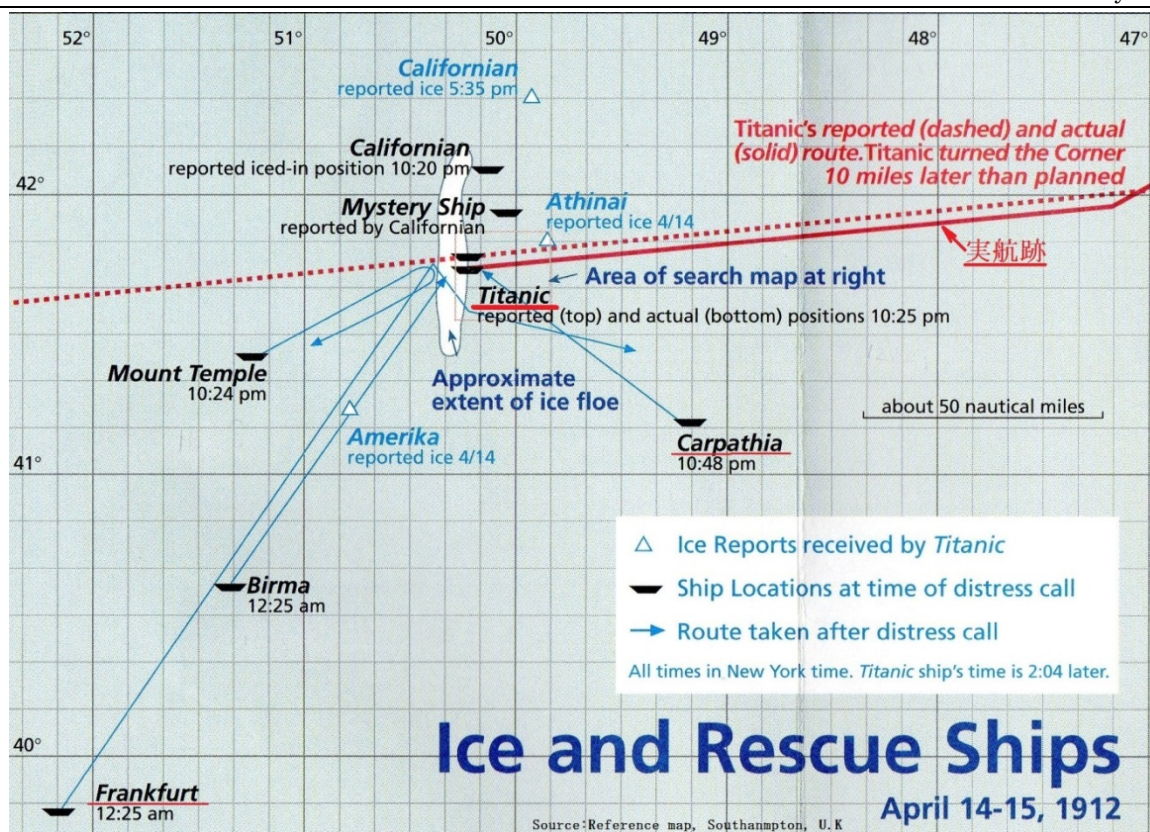 52°
51°
50°
49°
48°
47°
Californian
reported ice 5:35 pm
Californian
reported iced-in position 10:20 pm
Titanic's reported (dashed) and actual
(solid) route.Titanic turned the Corner
10 miles later than planned
42°
Mystery Ship
reported by Californian
Athinai
reported ice 4/14
実航跡
Area of search map at right
Titanic
reported (top) and actual (bottom) positions 10:25 pm
Mount Temple
10:24 pm
Approximate
extent of ice floe
about 50 nautical miles
Amerika
reported ice 4/14
Carpathia
10:48 pm
41°
Ice Reports received by Titanic
Ship Locations at time of distress call
Route taken after distress call
All times in New York time. Titanic ship's time is 2:04 later.
Birma
12:25 am
40°
Ice and Rescue Ships
April 14-15, 1912
Frankfurt
12:25 am
Source:Reference map, Southanmpton, U.K